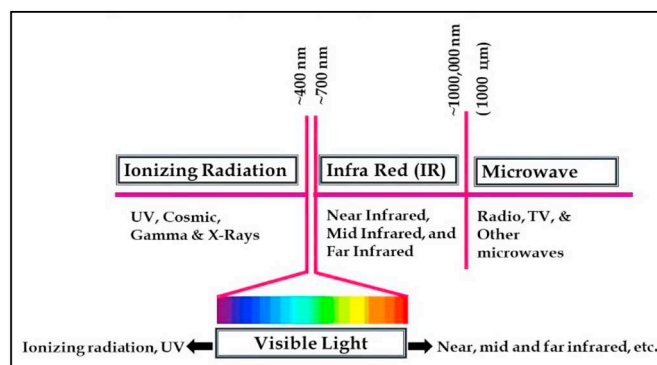 ~400 nm
~700 nm
~1000,000 nm
(1000 µm)
Ionizing Radiation
Infra Red (IR)
Microwave
UV, Cosmic,
Gamma & X-Rays
Near Infrared,
Mid Infrared, and
Far Infrared
Radio, TV, &
Other
microwaves
Ionizing radiation, UV
Visible Light
Near, mid and far infrared, etc.